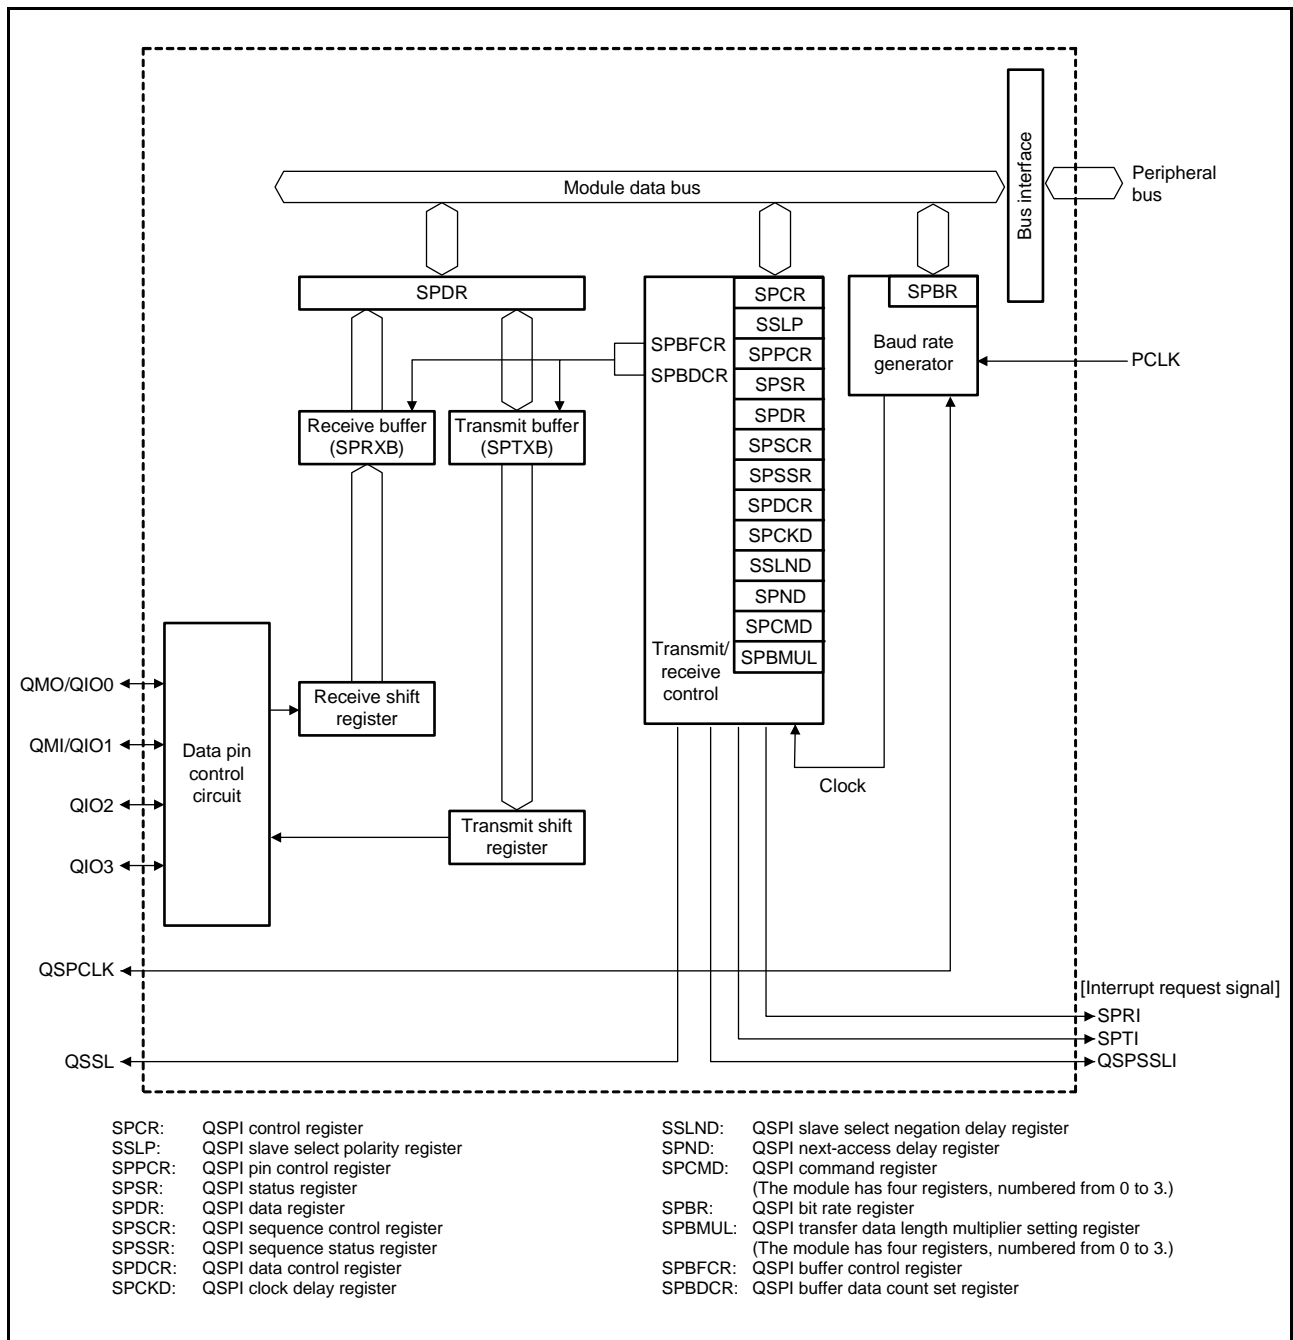 Bus interface
Peripheral
bus
Module data bus
SPDR
SPCR
SSLP
SPPCR
SPSR
SPDR
SPSCR
SPSSR
SPDCR
SPCKD
SSLND
SPND
SPCMD
SPBMUL
SPBFCR
SPBDCR
Transmit/
receive
control
SPBR
Baud rate
generator
PCLK
Receive buffer
(SPRXB)
Transmit buffer
(SPTXB)
Receive shift
register
Transmit shift
register
Data pin
control
circuit
Clock
QMO/QIO0
QMI/QIO1
QIO2
QIO3
QSPCLK
QSSL
[Interrupt request signal]
SPRI
SPTI
QSPSSLI
SPCR: QSPI control register
SSLP: QSPI slave select polarity register
SPPCR: QSPI pin control register
SPSR: QSPI status register
SPDR: QSPI data register
SPSCR: QSPI sequence control register
SPSSR: QSPI sequence status register
SPDCR: QSPI data control register
SPCKD: QSPI clock delay register
SSLND: QSPI slave select negation delay register
SPND: QSPI next-access delay register
SPCMD: QSPI command register
(The module has four registers, numbered from 0 to 3.)
SPBR: QSPI bit rate register
SPBMUL: QSPI transfer data length multiplier setting register
(The module has four registers, numbered from 0 to 3.)
SPBFCR: QSPI buffer control register
SPBDCR: QSPI buffer data count set register